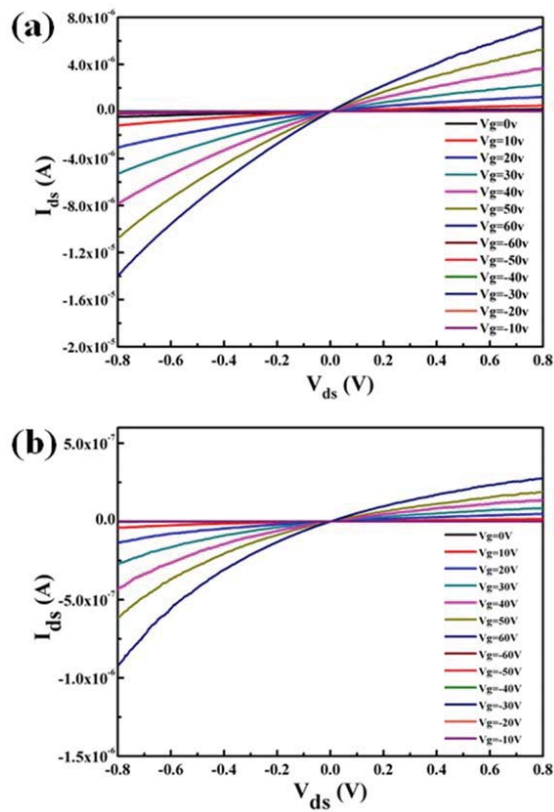 (a)
8.0x10⁻⁶
4.0x10⁻⁶
0.0
-4.0x10⁻⁶
-8.0x10⁻⁶
-1.2x10⁻⁵
-1.6x10⁻⁵
-2.0x10⁻⁵
I_ds (A)
Vg=0v
Vg=10v
Vg=20v
Vg=30v
Vg=40v
Vg=50v
Vg=60v
Vg=-60v
Vg=-50v
Vg=-40v
Vg=-30v
Vg=-20v
Vg=-10v
-0.8 -0.6 -0.4 -0.2 0.0 0.2 0.4 0.6 0.8
V_ds (V)
(b)
5.0x10⁻⁷
0.0
-5.0x10⁻⁷
-1.0x10⁻⁶
-1.5x10⁻⁶
I_ds (A)
Vg=0V
Vg=10V
Vg=20V
Vg=30V
Vg=40V
Vg=50V
Vg=60V
Vg=-60V
Vg=-50V
Vg=-40V
Vg=-30V
Vg=-20V
Vg=-10V
-0.8 -0.6 -0.4 -0.2 0.0 0.2 0.4 0.6 0.8
V_ds (V)